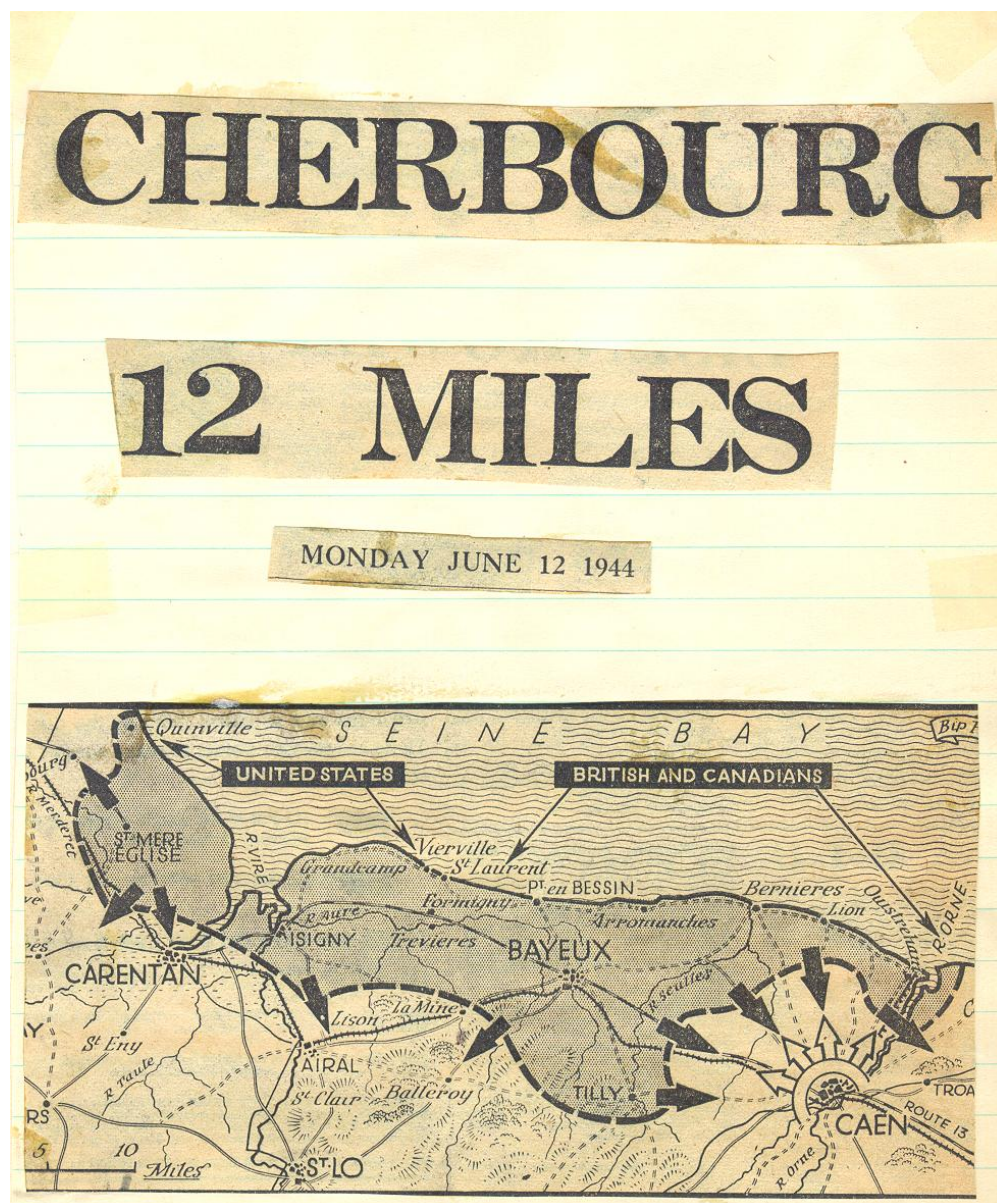 CHERBOURG
12 MILES
MONDAY JUNE 12 1944
Quinville
SEINE BAY
UNITED STATES
BRITISH AND CANADIANS
R. Merderet
ST MERE
EGLISE
R VIRE
Vierville
St Laurent
Grandcamp
PT en BESSIN
Bernieres
Ouistreham
Lion
R ORNE
Formigny
Arromanches
R Aure
ISIGNY
Trevieres
BAYEUX
CARENTAN
R seulles
Lison
La Mine
St Eny
AIRAL
R Taute
St Clair
Balleroy
TILLY
CAEN
ROUTE 13
5 10
Miles
ST LO
R Orne